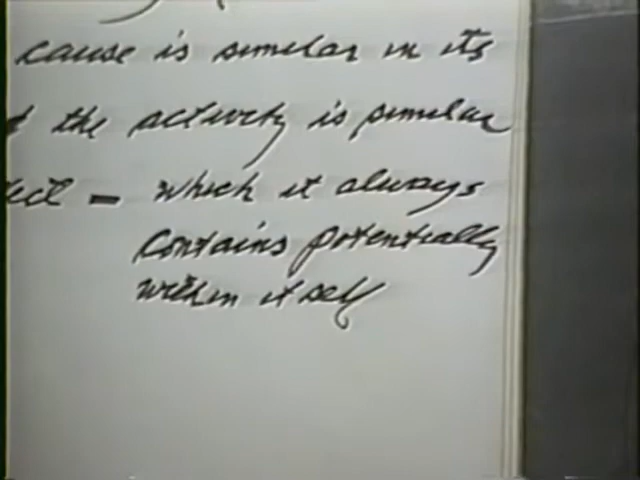 cause is similar in its
the activity is similar
— which it always
contains potentially
within itself